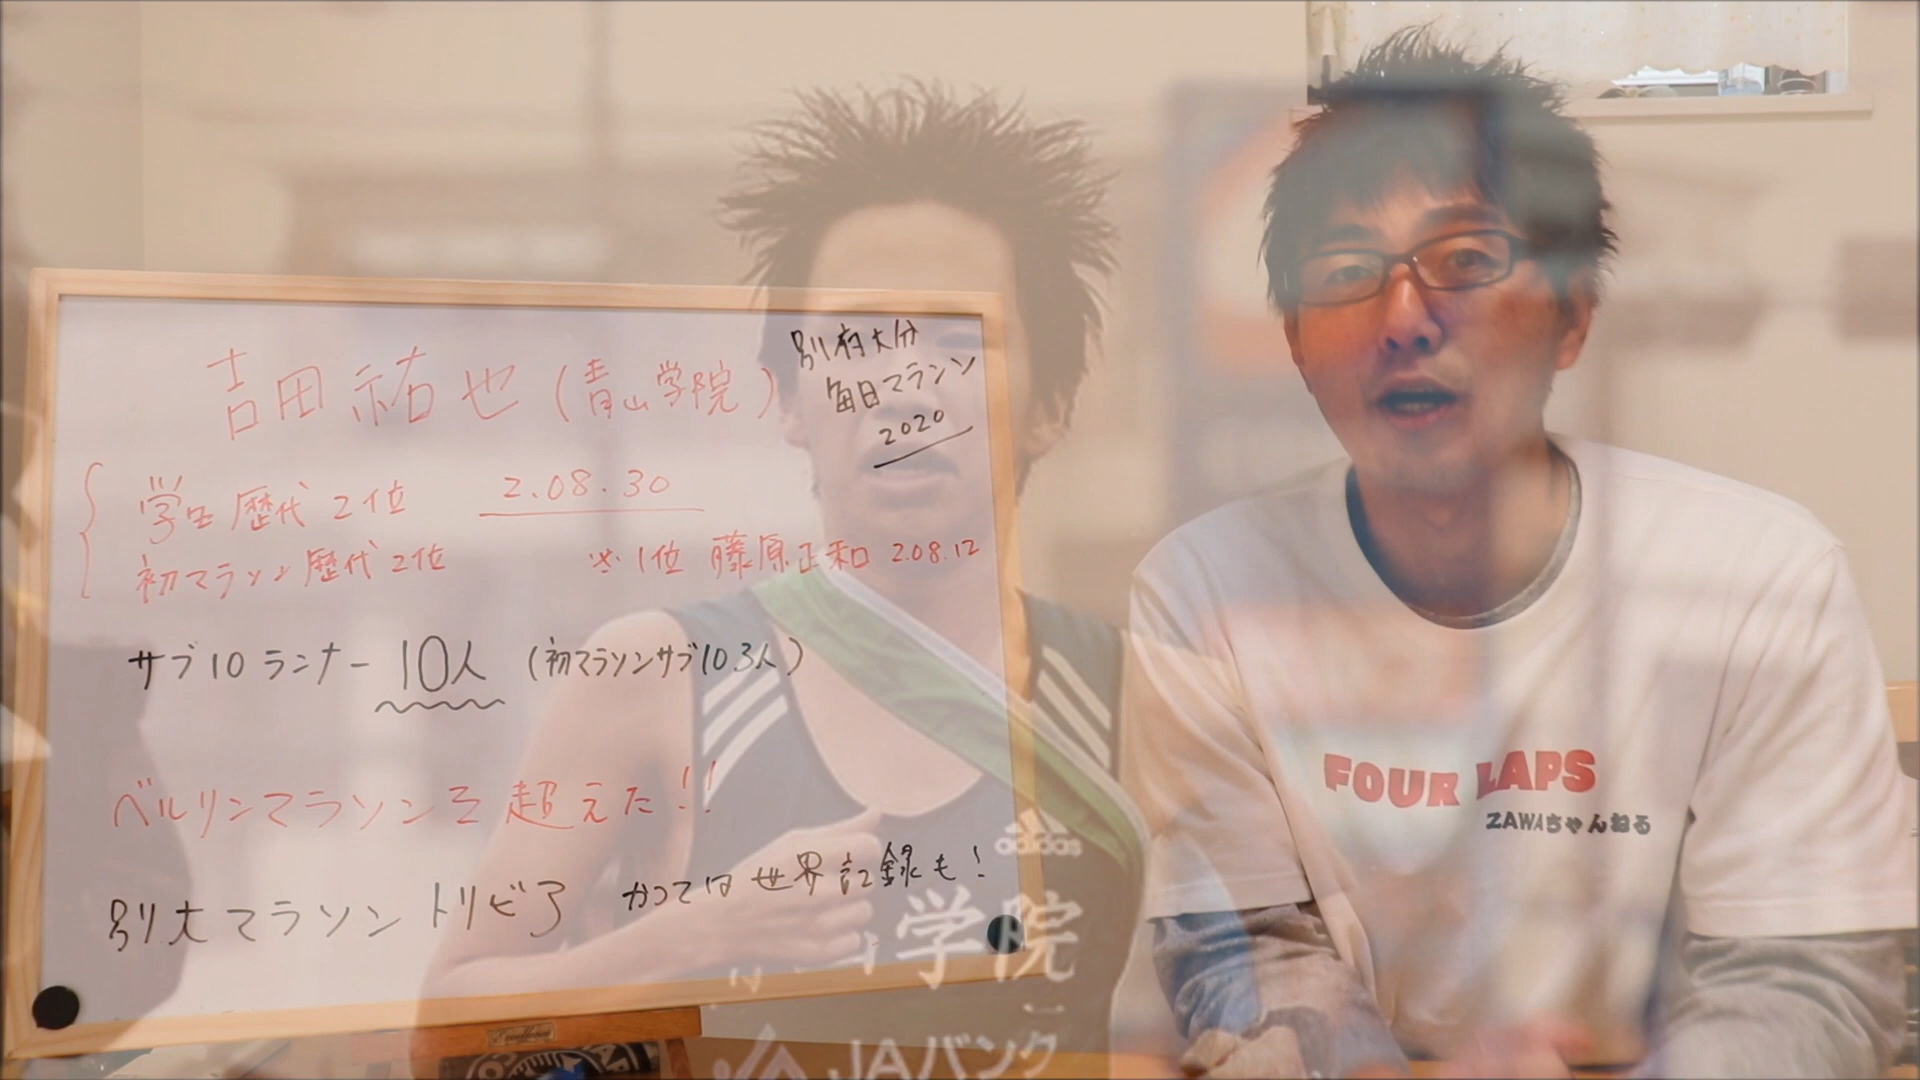 別府大分
毎日マラソン
2020
吉田祐也（青山学院）
学生歴代2位 2.08.30
初マラソン歴代2位 ※1位 藤原正和 2.08.12
サブ10ランナー 10人 (初マラソンサブ10 3人)
ベルリンマラソンを超えた!!
別大マラソントリビア かつては世界記録も!
FOUR LAPS
ZAWAちゃんねる
adidas
山学院
JAバンク